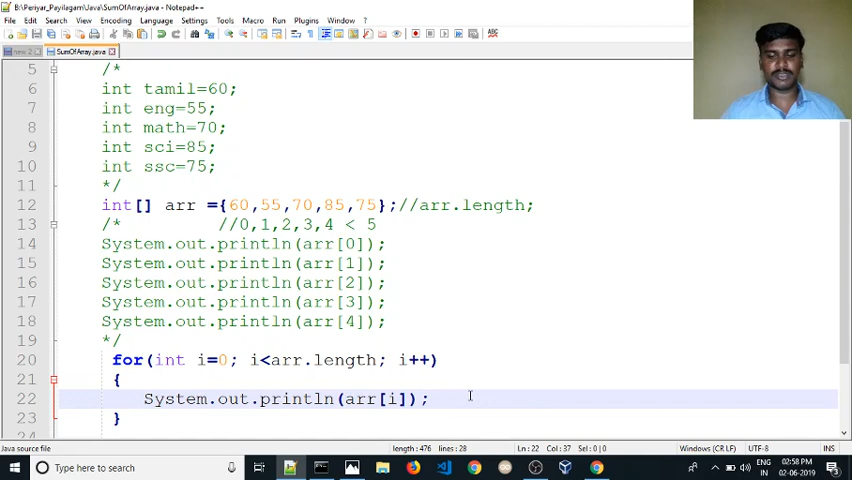 B:\Periyar_Payilagam\Java\SumOfArray.java - Notepad++
File Edit Search View Encoding Language Settings Tools Macro Run Plugins Window ?
new 2 SumOfArray.java
5 /*
6 int tamil=60;
7 int eng=55;
8 int math=70;
9 int sci=85;
10 int ssc=75;
11 */
12 int[] arr ={60,55,70,85,75};//arr.length;
13 /* //0,1,2,3,4 < 5
14 System.out.println(arr[0]);
15 System.out.println(arr[1]);
16 System.out.println(arr[2]);
17 System.out.println(arr[3]);
18 System.out.println(arr[4]);
19 */
20 for(int i=0; i<arr.length; i++)
21 {
22 System.out.println(arr[i]);
23 }
24
Java source file length : 476 lines : 28 Ln : 22 Col : 37 Sel : 0 | 0 Windows (CR LF) UTF-8 INS
Type here to search ENG 02:58 PM
IN 02-06-2019